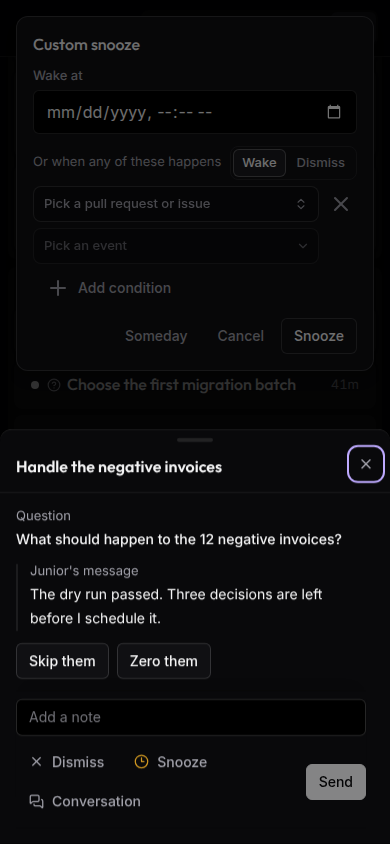 Custom snooze
Wake at
mm/dd/yyyy, --:-- --
Or when any of these happens Wake Dismiss
Pick a pull request or issue
Pick an event
Add condition
Someday Cancel Snooze
Choose the first migration batch 41m
Handle the negative invoices
Question
What should happen to the 12 negative invoices?
Junior's message
The dry run passed. Three decisions are left
before I schedule it.
Skip them Zero them
Add a note
Dismiss Snooze
Send
Conversation